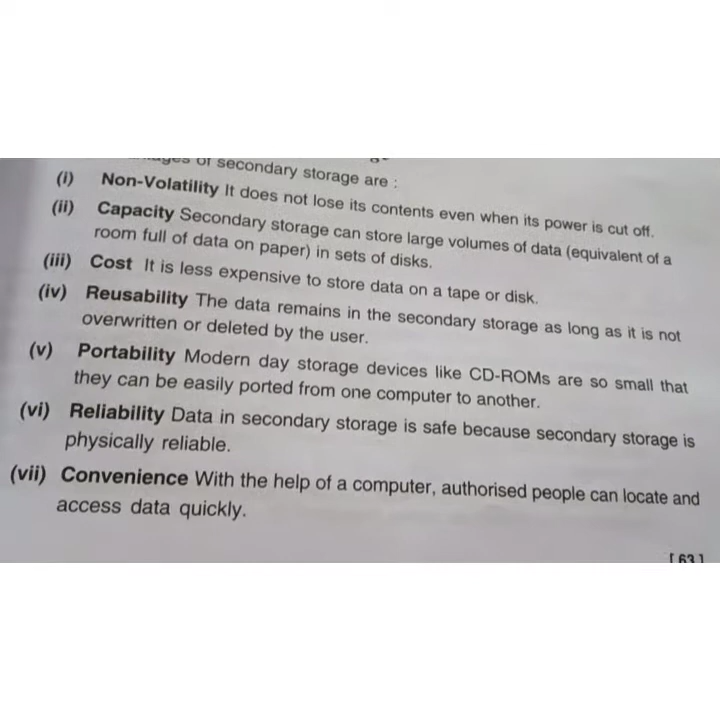 of secondary storage are :
(i) Non-Volatility It does not lose its contents even when its power is cut off.
(ii) Capacity Secondary storage can store large volumes of data (equivalent of a
room full of data on paper) in sets of disks.
(iii) Cost It is less expensive to store data on a tape or disk.
(iv) Reusability The data remains in the secondary storage as long as it is not
overwritten or deleted by the user.
(v) Portability Modern day storage devices like CD-ROMs are so small that
they can be easily ported from one computer to another.
(vi) Reliability Data in secondary storage is safe because secondary storage is
physically reliable.
(vii) Convenience With the help of a computer, authorised people can locate and
access data quickly.
[ 63 ]